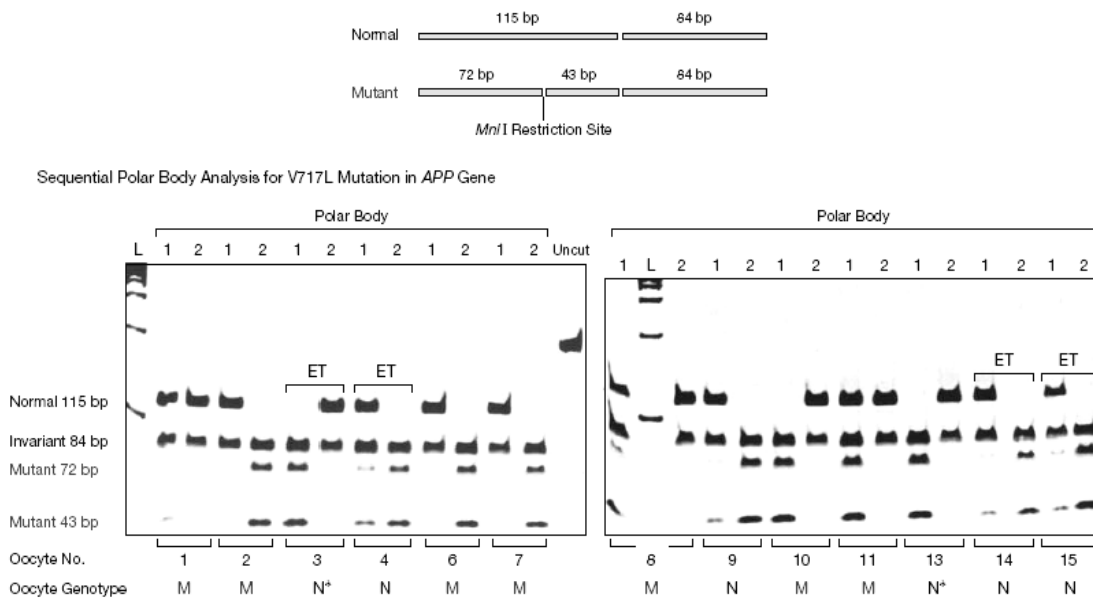 115 bp 84 bp
Normal
72 bp 43 bp 84 bp
Mutant
MnlI Restriction Site
Sequential Polar Body Analysis for V717L Mutation in APP Gene
Polar Body
L 1 2 1 2 1 2 1 2 1 2 1 2 Uncut
ET ET
Normal 115 bp
Invariant 84 bp
Mutant 72 bp
Mutant 43 bp
Oocyte No. 1 2 3 4 6 7
Oocyte Genotype M M N* N M M
Polar Body
1 L 2 1 2 1 2 1 2 1 2 1 2 1 2
ET ET
8 9 10 11 13 14 15
M N M M N* N N